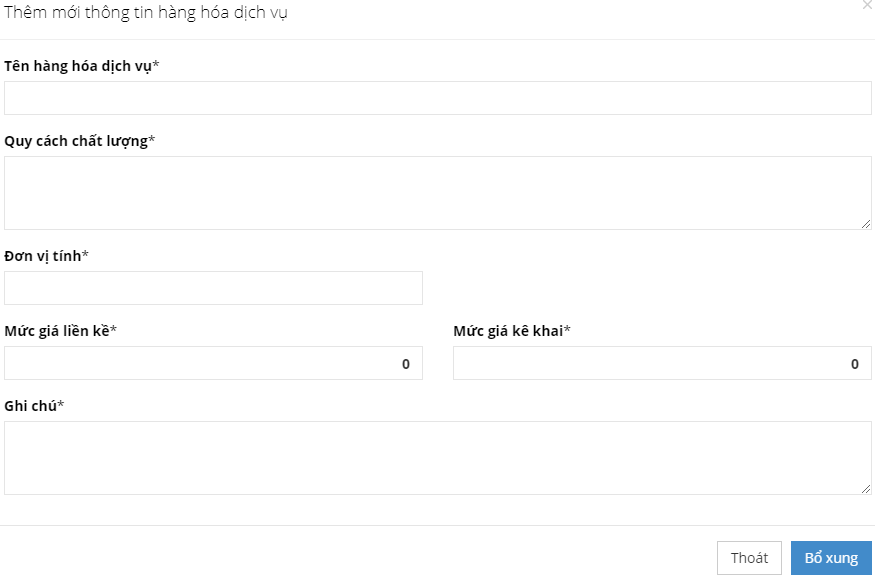 Thêm mới thông tin hàng hóa dịch vụ
×
Tên hàng hóa dịch vụ*
Quy cách chất lượng*
Đơn vị tính*
Mức giá liền kề*
Mức giá kê khai*
0
0
Ghi chú*
Thoát
Bổ xung